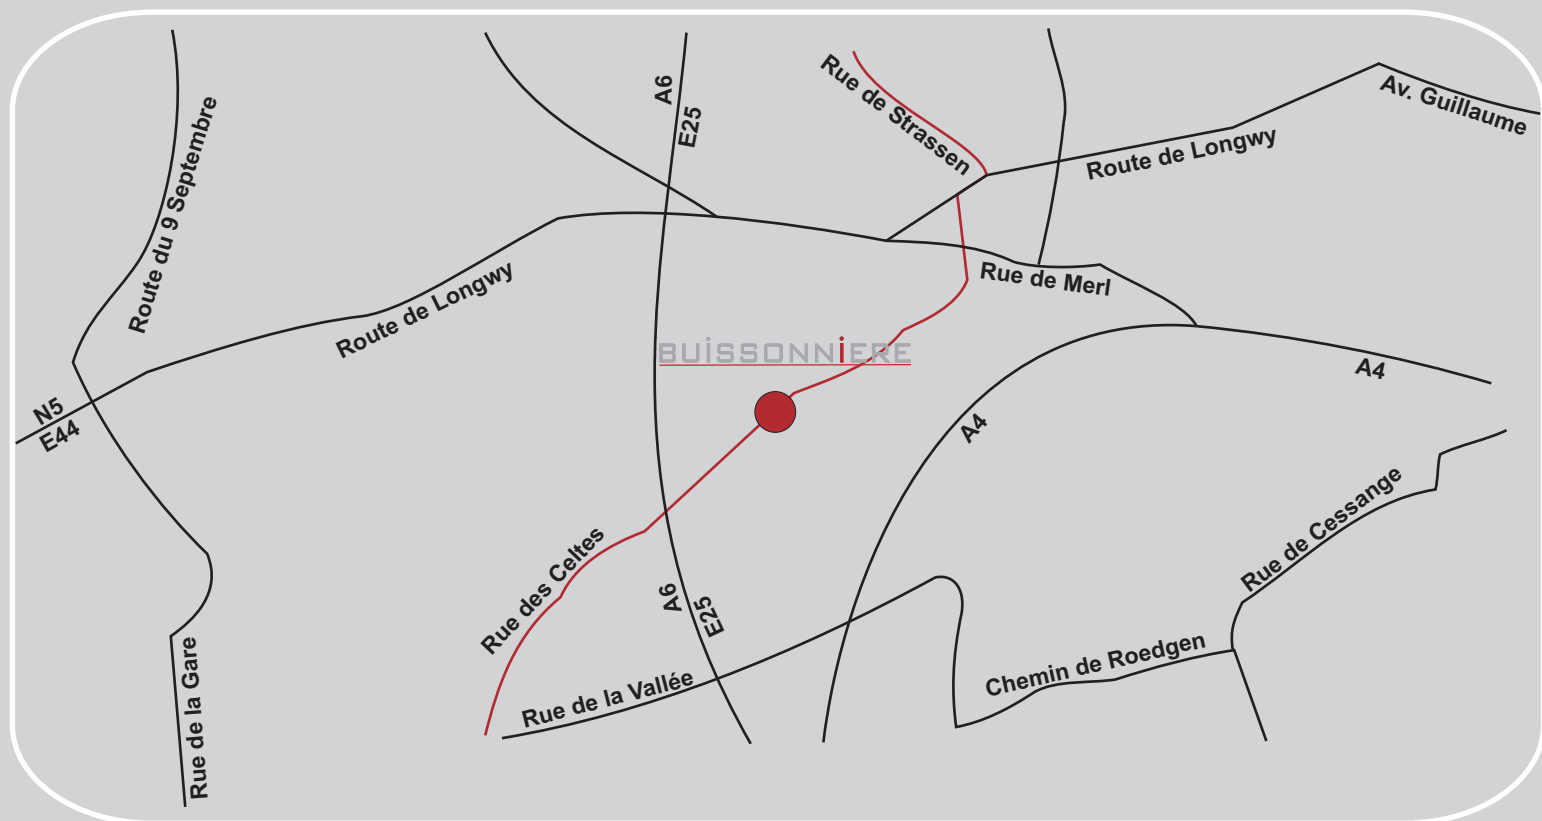 A6
E25
Rue de Strassen
Av. Guillaume
Route de Longwy
Route du 9 Septembre
Route de Longwy
Rue de Merl
BUiSSONNiERE
A4
N5
E44
A4
Rue de Cessange
Rue des Celtes
A6
E25
Chemin de Roedgen
Rue de la Vallée
Rue de la Gare